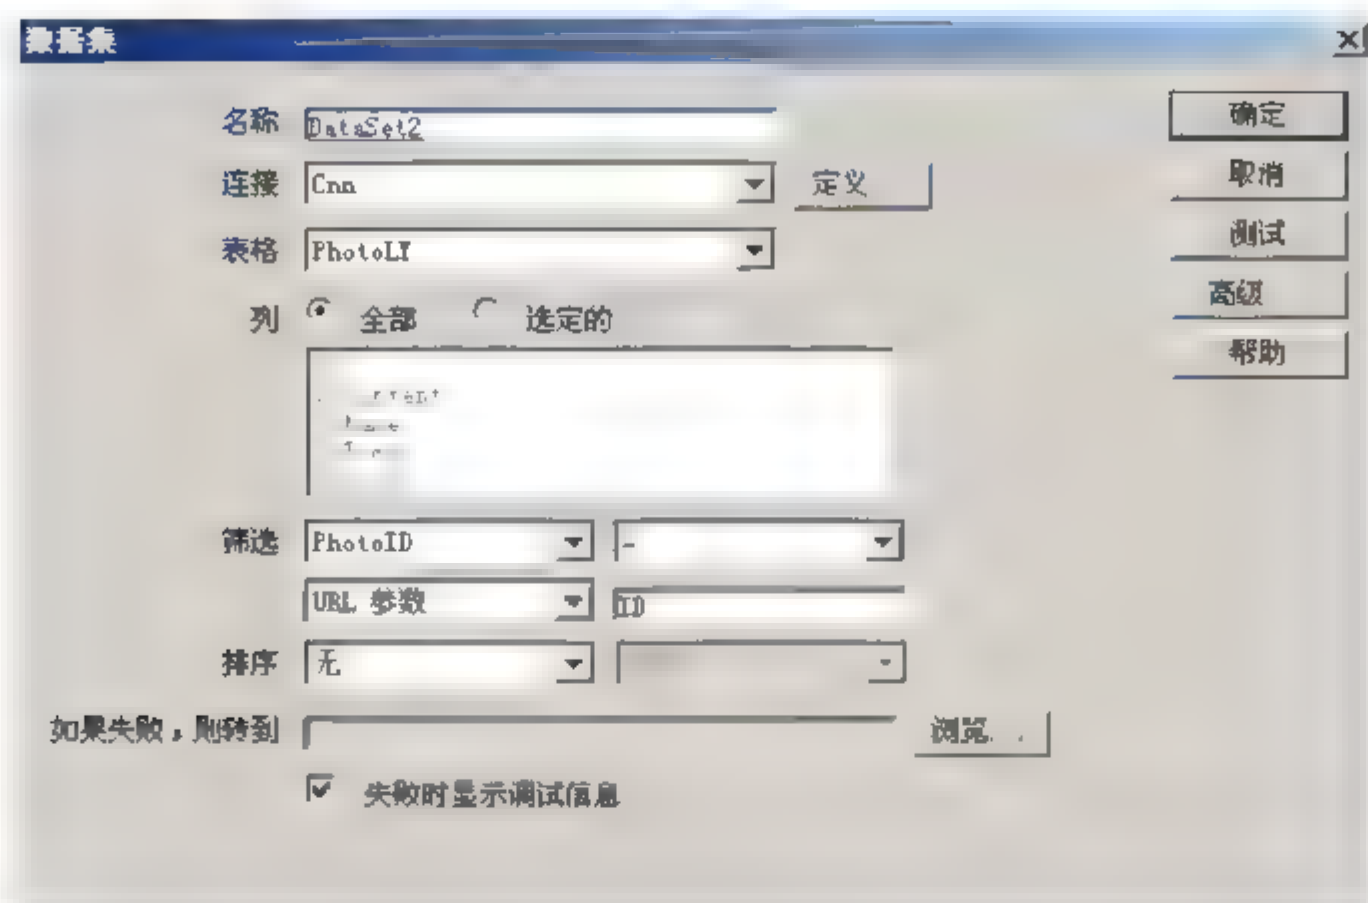 数据集
名称 DataSet2
连接 Cnn 定义
表格 PhotoLT
列 全部 选定的
筛选 PhotoID
URL 参数 ID
排序 无
如果失败，则转到 浏览
失败时显示调试信息
确定
取消
测试
高级
帮助